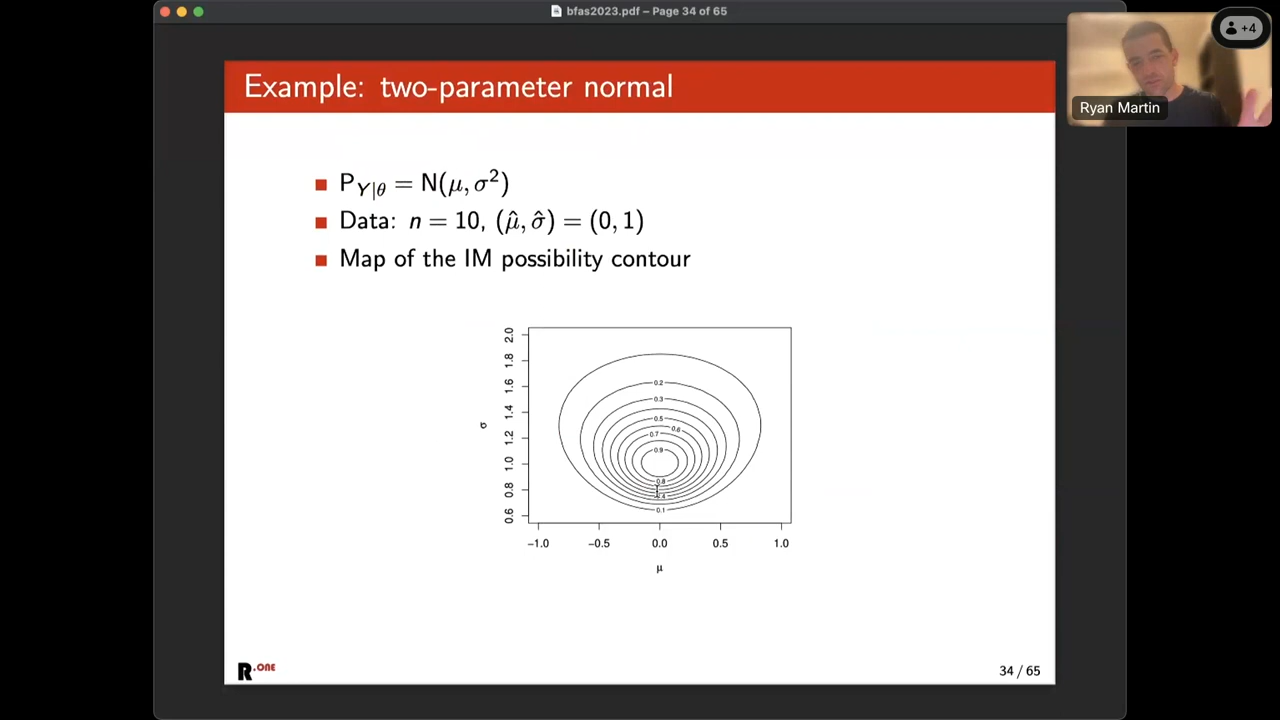 bfas2023.pdf – Page 34 of 65
+4
Ryan Martin
Example: two-parameter normal
P_{Y|θ} = N(μ, σ²)
Data: n = 10, (μ̂, σ̂) = (0, 1)
Map of the IM possibility contour
2.0
1.8
1.6
1.4
1.2
1.0
0.8
0.6
σ
0.2
0.3
0.5
0.6
0.7
0.9
0.8
0.1
−1.0 −0.5 0.0 0.5 1.0
μ
R.ONE
34 / 65